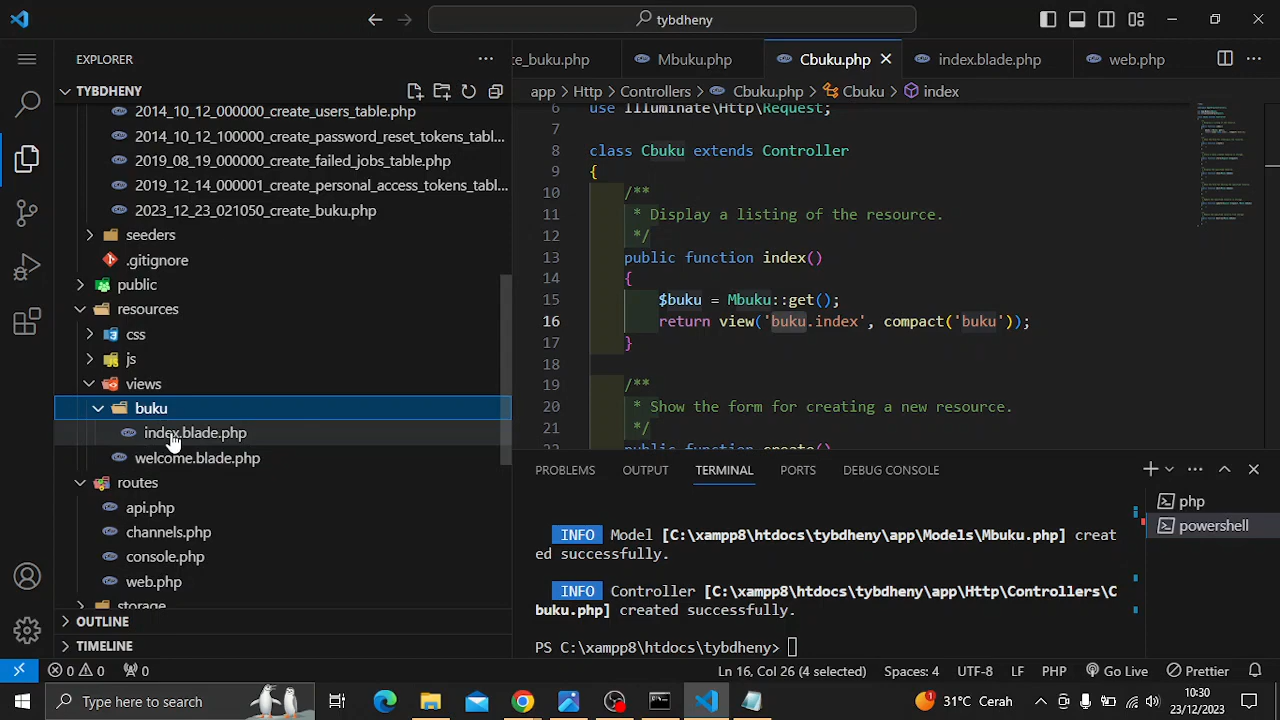 tybdheny
EXPLORER
te_buku.php
Mbuku.php
Cbuku.php
index.blade.php
web.php
TYBDHENY
app > Http > Controllers > Cbuku.php > Cbuku > index
2014_10_12_000000_create_users_table.php
2014_10_12_100000_create_password_reset_tokens_tabl...
2019_08_19_000000_create_failed_jobs_table.php
2019_12_14_000001_create_personal_access_tokens_tabl...
2023_12_23_021050_create_buku.php
seeders
.gitignore
public
resources
css
js
views
buku
index.blade.php
welcome.blade.php
routes
api.php
channels.php
console.php
web.php
storage
OUTLINE
TIMELINE
6 use Illuminate\Http\Request;
7
8 class Cbuku extends Controller
9 {
10 /**
11 * Display a listing of the resource.
12 */
13 public function index()
14 {
15 $buku = Mbuku::get();
16 return view('buku.index', compact('buku'));
17 }
18
19 /**
20 * Show the form for creating a new resource.
21 */
22 public function create()
PROBLEMS OUTPUT TERMINAL PORTS DEBUG CONSOLE
INFO Model [C:\xampp8\htdocs\tybdheny\app\Models\Mbuku.php] creat
ed successfully.
INFO Controller [C:\xampp8\htdocs\tybdheny\app\Http\Controllers\C
buku.php] created successfully.
PS C:\xampp8\htdocs\tybdheny>
php
powershell
0 0 0 Ln 16, Col 26 (4 selected) Spaces: 4 UTF-8 LF PHP Go Live Prettier
Type here to search
1 31°C Cerah
10:30
23/12/2023